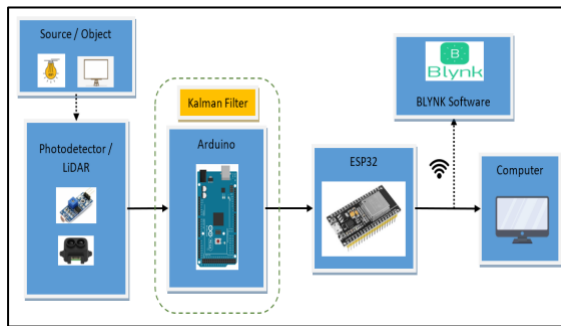 Source / Object
Photodetector /
LiDAR
Kalman Filter
Arduino
ESP32
B
Blynk
BLYNK Software
Computer